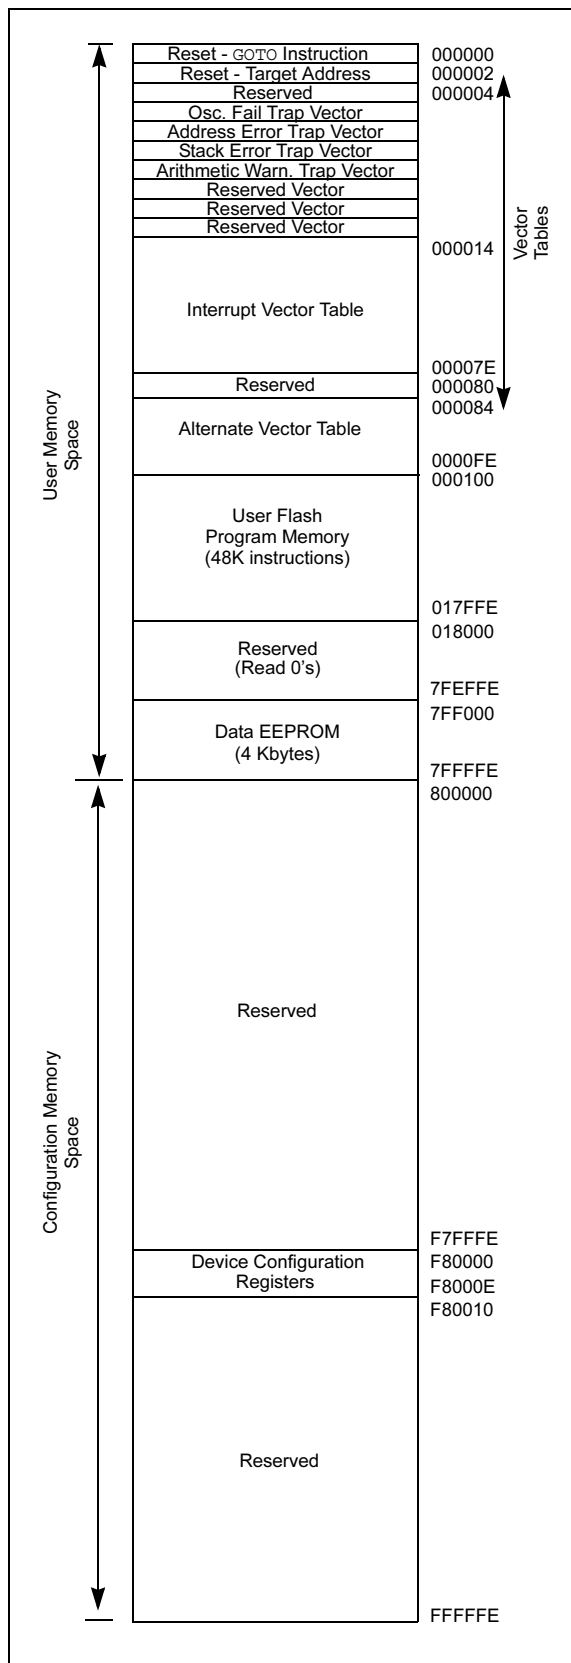 Reset - GOTO Instruction
000000
Reset - Target Address
000002
Reserved
000004
Osc. Fail Trap Vector
Address Error Trap Vector
Stack Error Trap Vector
Arithmetic Warn. Trap Vector
Reserved Vector
Reserved Vector
Reserved Vector
000014
Vector
Tables
Interrupt Vector Table
00007E
Reserved
000080
000084
Alternate Vector Table
User Memory
Space
0000FE
000100
User Flash
Program Memory
(48K instructions)
017FFE
018000
Reserved
(Read 0's)
7FEFFE
7FF000
Data EEPROM
(4 Kbytes)
7FFFFE
800000
Reserved
Configuration Memory
Space
F7FFFE
Device Configuration
Registers
F80000
F8000E
F80010
Reserved
FFFFFE